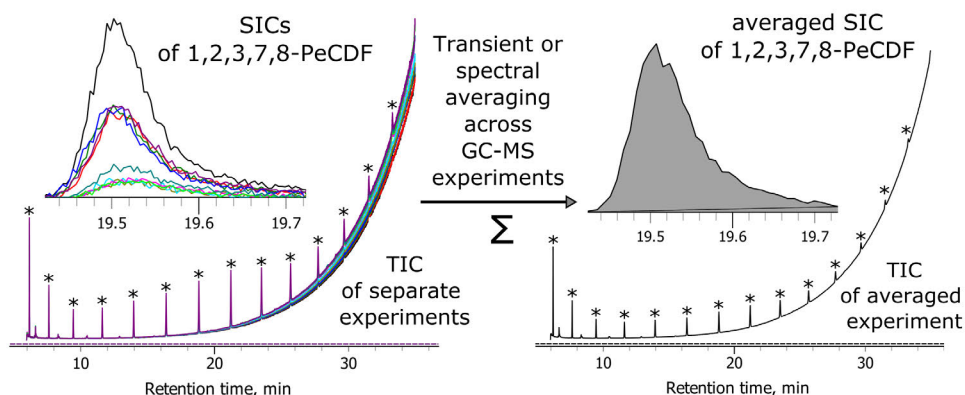 SICs
of 1,2,3,7,8-PeCDF
19.5 19.6 19.7
* * * * * * * * * * * * *
TIC
of separate
experiments
10 20 30
Retention time, min
Transient or
spectral
averaging
across
GC-MS
experiments
Σ
averaged SIC
of 1,2,3,7,8-PeCDF
19.5 19.6 19.7
* * * * * * * * * * * * *
TIC
of averaged
experiment
10 20 30
Retention time, min